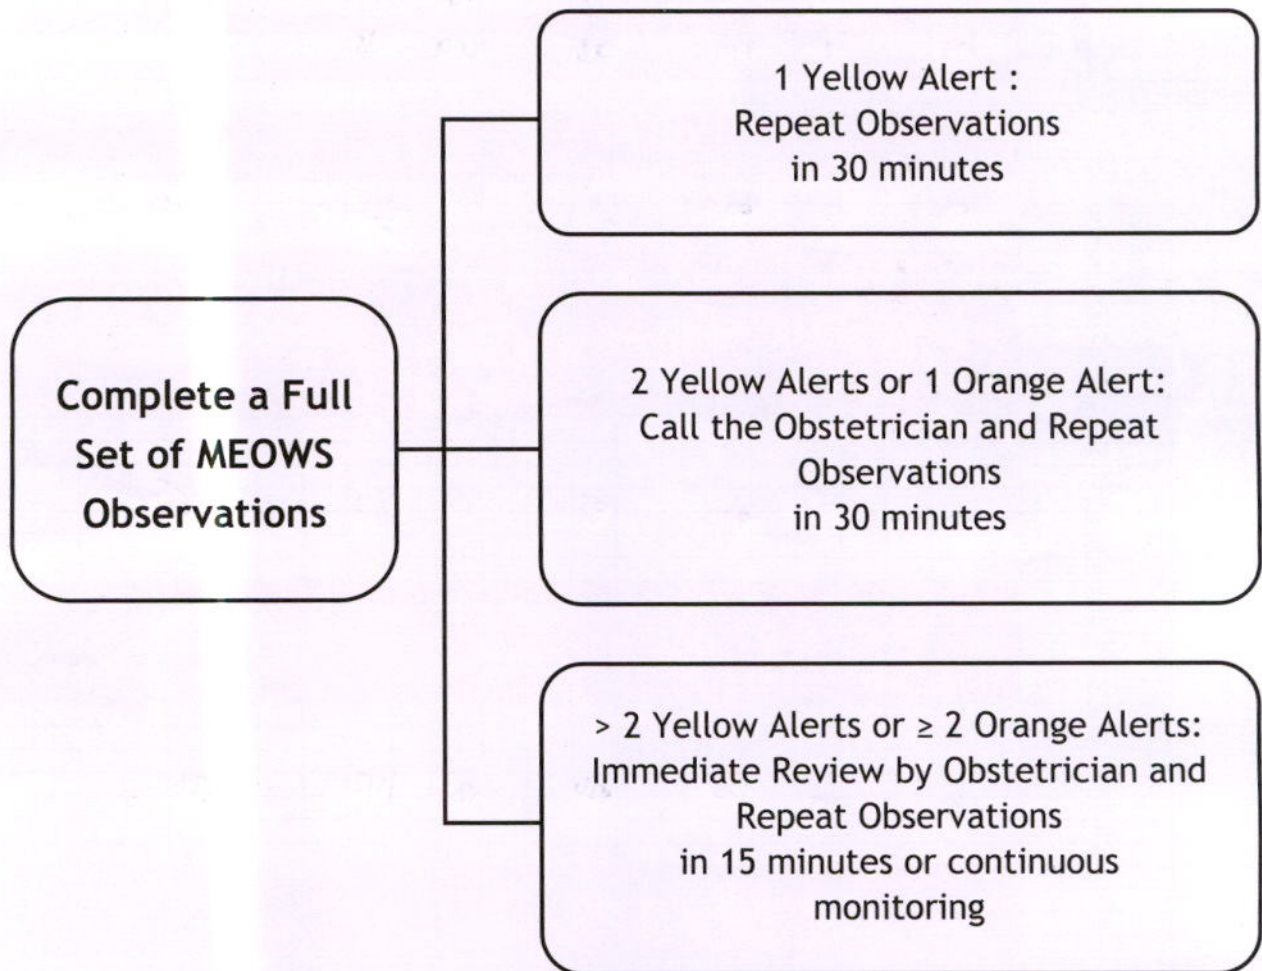 1 Yellow Alert :
Repeat Observations
in 30 minutes
Complete a Full
Set of MEOWS
Observations
2 Yellow Alerts or 1 Orange Alert:
Call the Obstetrician and Repeat
Observations
in 30 minutes
> 2 Yellow Alerts or ≥ 2 Orange Alerts:
Immediate Review by Obstetrician and
Repeat Observations
in 15 minutes or continuous
monitoring